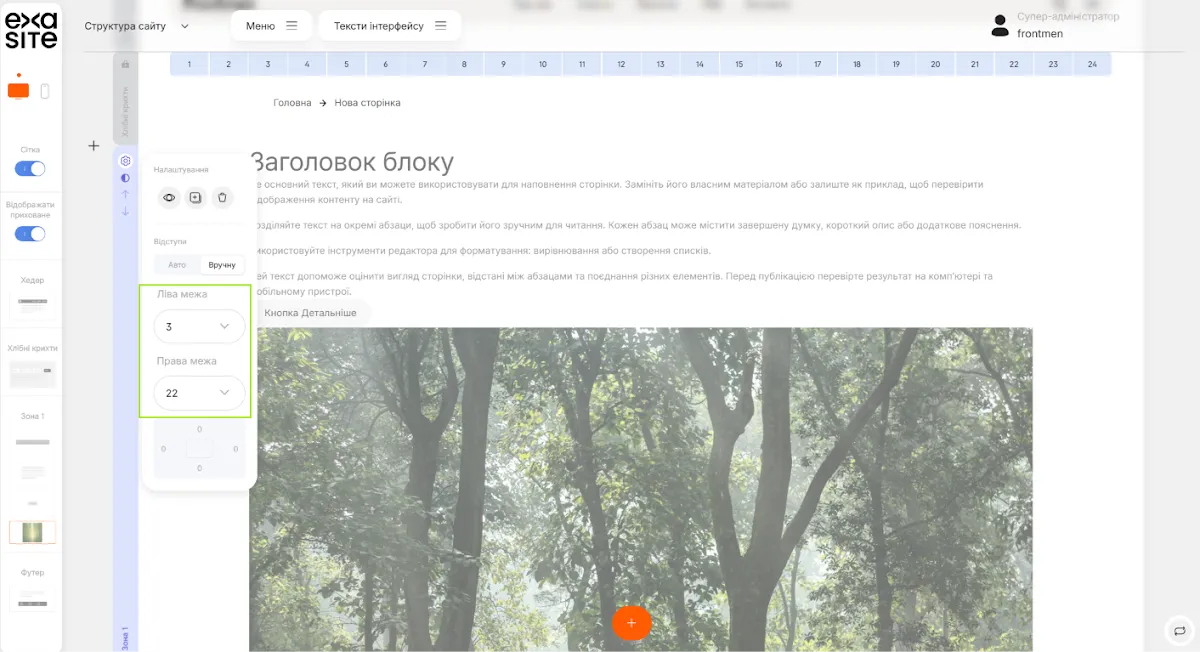 exa
SITE
Структура сайту
Меню
Тексти інтерфейсу
Супер-адміністратор
frontmen
1 2 3 4 5 6 7 8 9 10 11 12 13 14 15 16 17 18 19 20 21 22 23 24
Хлібні крихти
Головна → Нова сторінка
Сітка
Відображати
приховане
Хедер
Хлібні крихти
Зона 1
Футер
Зона 1
Налаштування
Відступи
Авто
Вручну
Ліва межа
3
Права межа
22
0
0
0
0
Заголовок блоку
е основний текст, який ви можете використовувати для наповнення сторінки. Замініть його власним матеріалом або залиште як приклад, щоб перевірити
дображення контенту на сайті.
озділяйте текст на окремі абзаци, щоб зробити його зручним для читання. Кожен абзац може містити завершену думку, короткий опис або додаткове пояснення.
икористовуйте інструменти редактора для форматування: вирівнювання або створення списків.
ей текст допоможе оцінити вигляд сторінки, відстані між абзацами та поєднання різних елементів. Перед публікацією перевірте результат на комп'ютері та
обільному пристрої.
Кнопка Детальніше